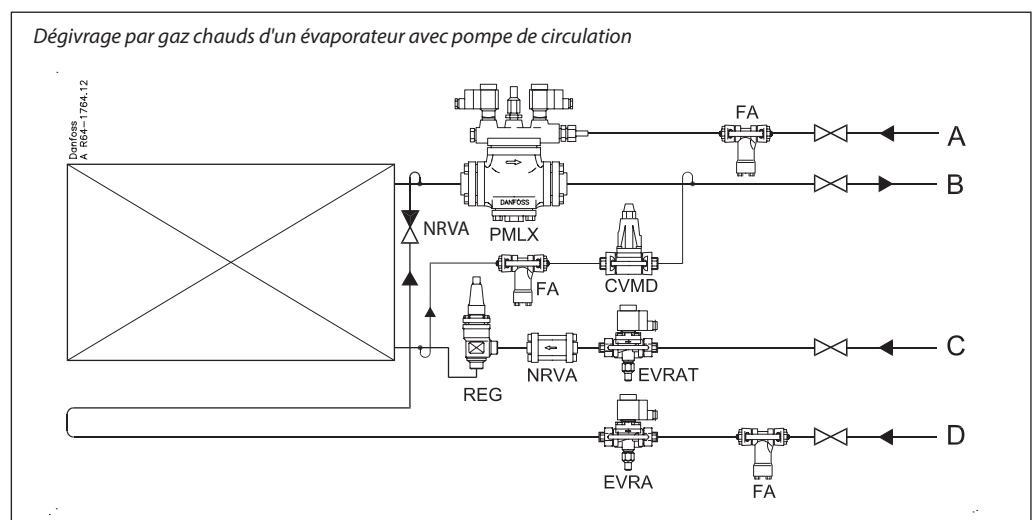 Dégivrage par gaz chauds d'un évaporateur avec pompe de circulation
Danfoss
A R64-1764.12
FA
A
B
DANFOSS
NRVA
PMLX
FA
CVMD
C
REG
NRVA
EVRAT
D
EVRA
FA